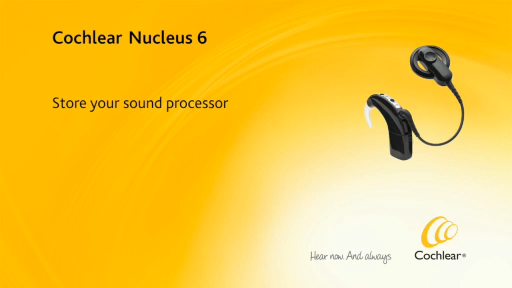 Cochlear Nucleus 6
Store your sound processor
Hear now. And always
Cochlear®